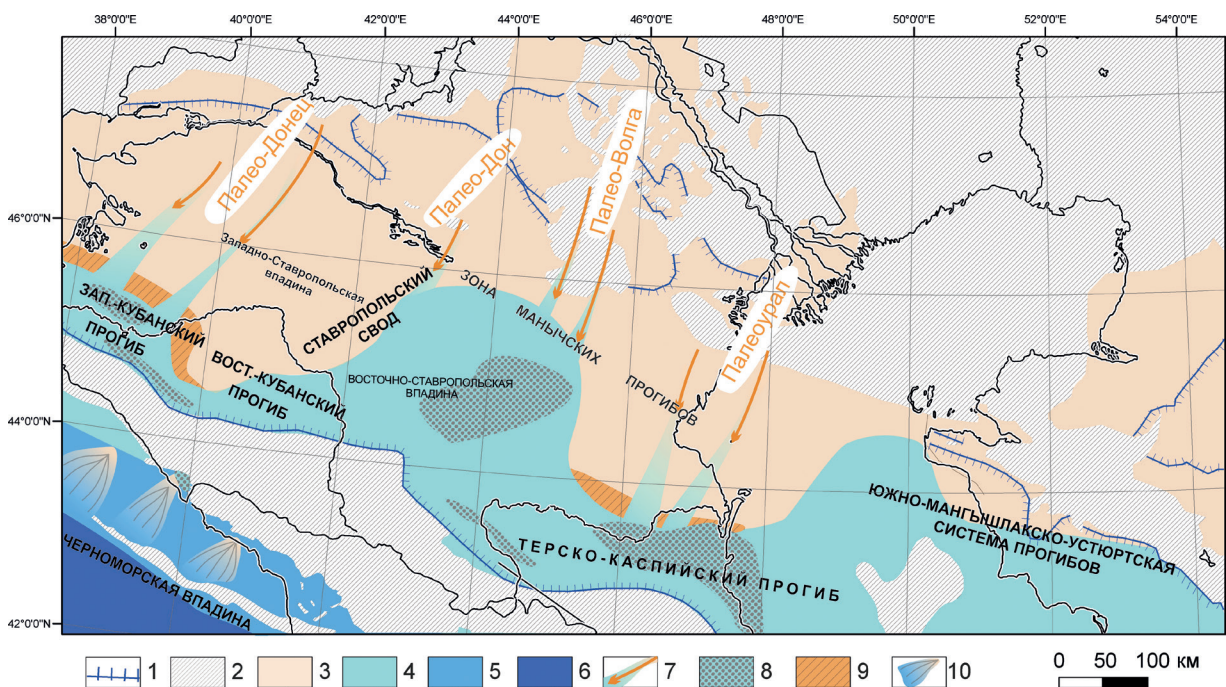 38°0'0"E 40°0'0"E 42°0'0"E 44°0'0"E 46°0'0"E 48°0'0"E 50°0'0"E 52°0'0"E 54°0'0"E
Палео-Донец
Палео-Дон
Палео-Волга
Палеоурал
46°0'0"N
44°0'0"N
42°0'0"N
Западно-Ставропольская
впадина
СТАВРОПОЛЬСКИЙ
СВОД
ЗОНА
МАНЫЧСКИХ
ПРОГИБОВ
ЗАП.-КУБАНСКИЙ
ПРОГИБ
ВОСТ.-КУБАНСКИЙ
ПРОГИБ
ВОСТОЧНО-СТАВРОПОЛЬСКАЯ
ВПАДИНА
ЮЖНО-МАНГЫШЛАКСКО-УСТЮРТСКАЯ
СИСТЕМА ПРОГИБОВ
ТЕРСКО-КАСПИЙСКИЙ ПРОГИБ
ЧЕРНОМОРСКАЯ ВПАДИНА
1 2 3 4 5 6 7 8 9 10
0 50 100 км